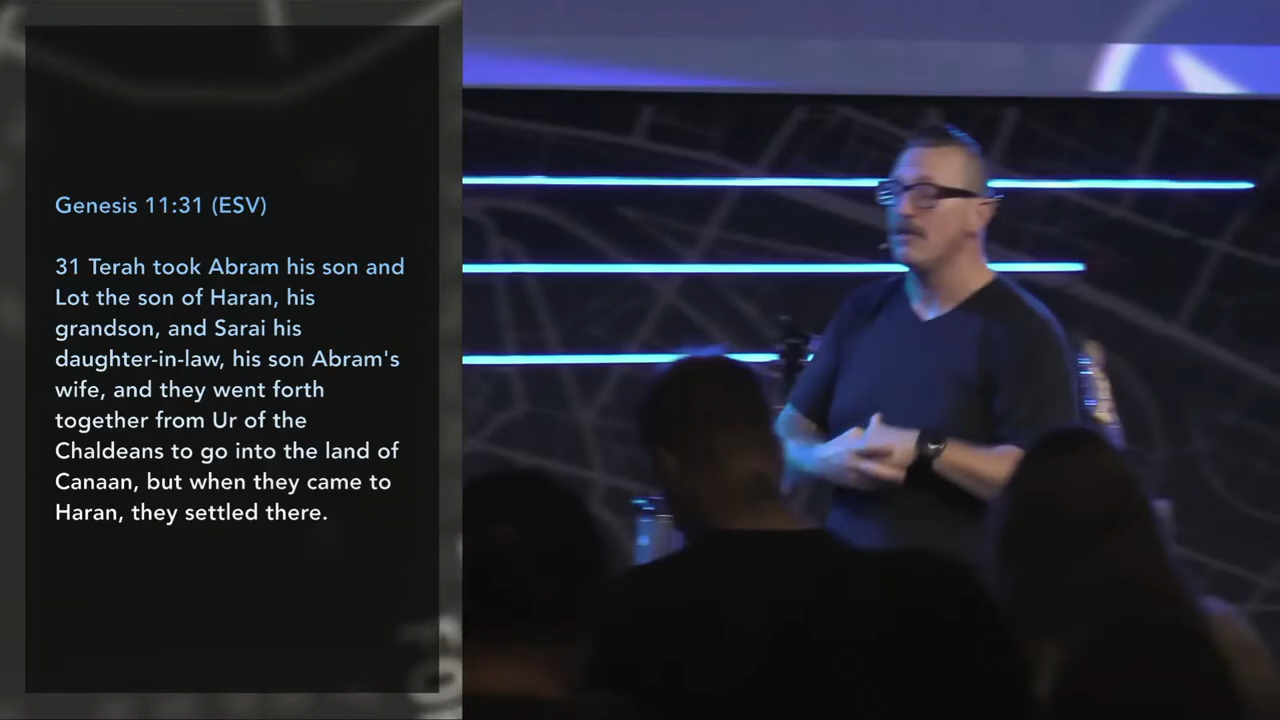 Genesis 11:31 (ESV)
31 Terah took Abram his son and
Lot the son of Haran, his
grandson, and Sarai his
daughter-in-law, his son Abram's
wife, and they went forth
together from Ur of the
Chaldeans to go into the land of
Canaan, but when they came to
Haran, they settled there.